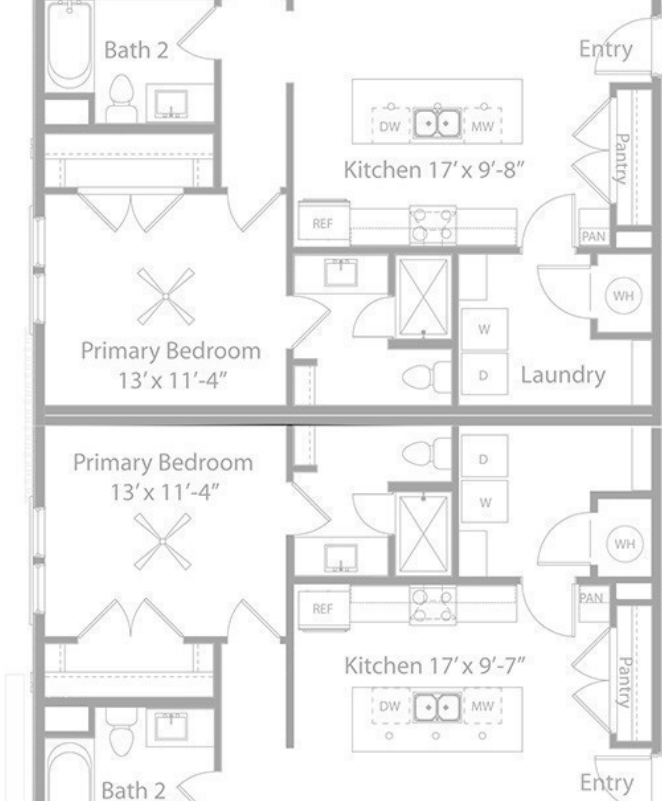 Bath 2
Entry
DW
MW
Pantry
Kitchen 17’ x 9’-8”
REF
PAN
WH
W
Primary Bedroom
13’ x 11’-4”
D
Laundry
Primary Bedroom
13’ x 11’-4”
D
W
WH
REF
PAN
Kitchen 17’ x 9’-7”
Pantry
DW
MW
Bath 2
Entry